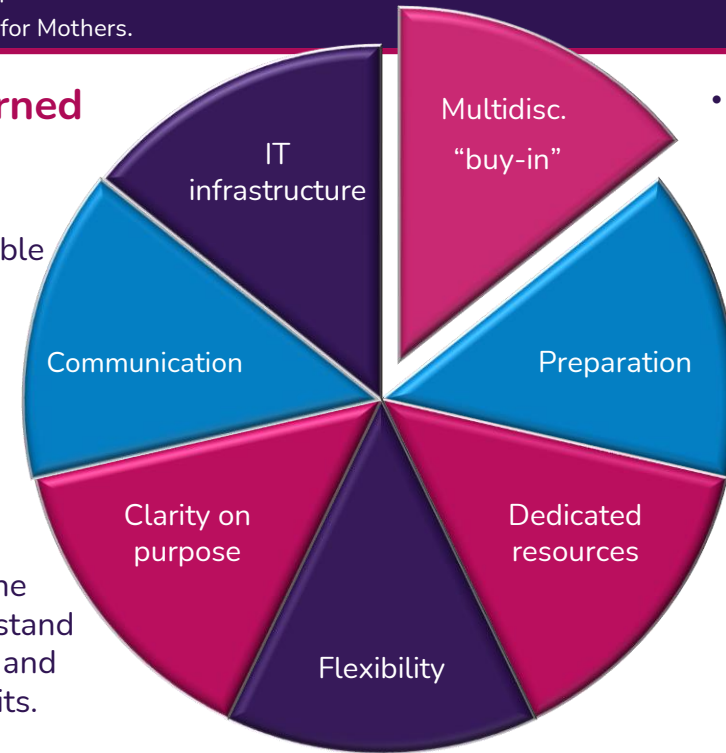 for Mothers.
rned
ble
ne
stand
and
its.
Multidisc.
“buy-in”
Preparation
Dedicated
resources
Flexibility
Clarity on
purpose
Communication
IT
infrastructure
•